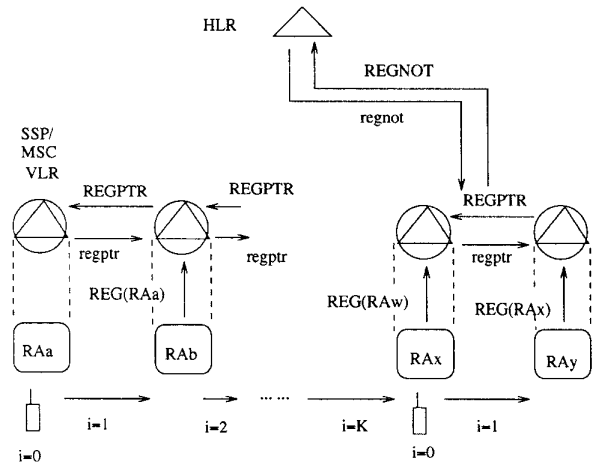 HLR
REGNOT
regnot
SSP/
MSC
VLR
REGPTR
REGPTR
REGPTR
regptr
regptr
regptr
REG(RAa)
REG(RAw)
REG(RAx)
RAa
RAb
RAx
RAy
i=1
i=2
... ...
i=K
i=1
i=0
i=0